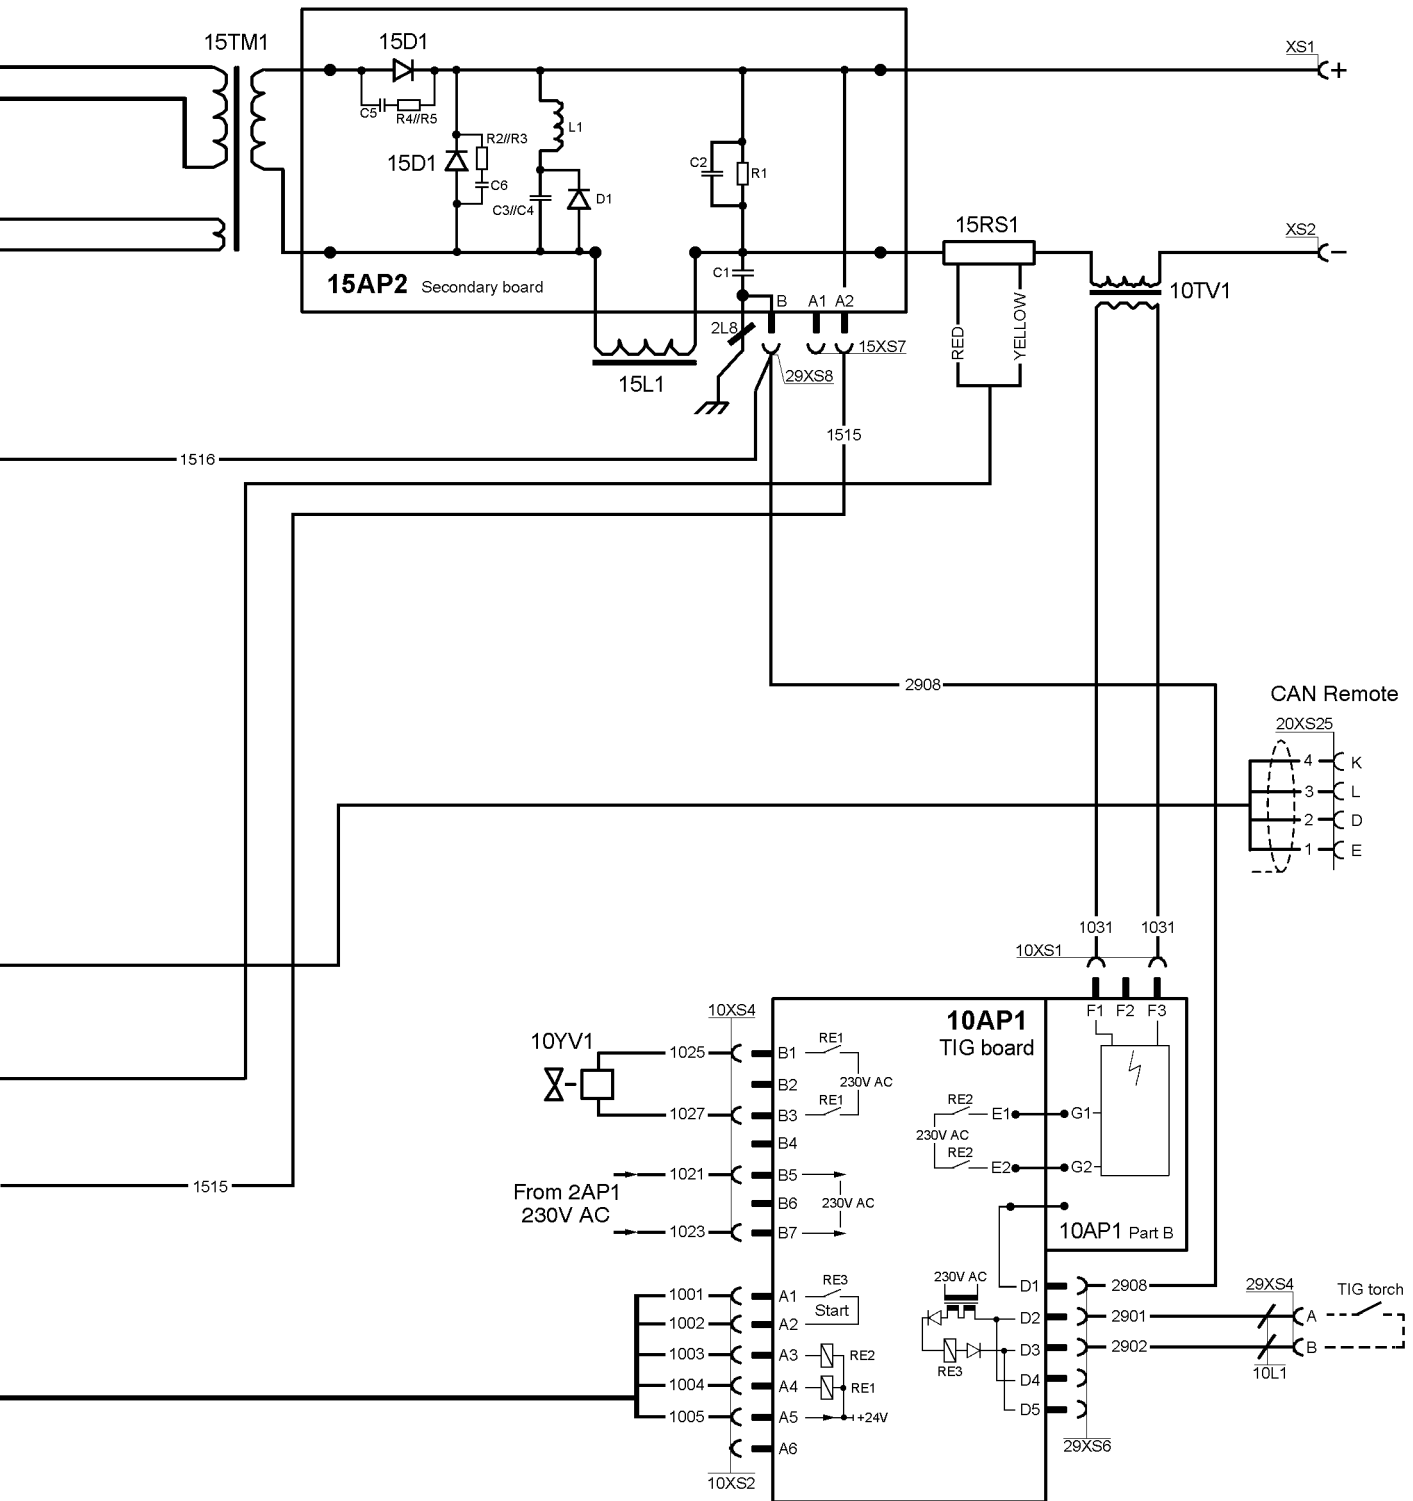 15TM1
15D1
XS1
+
C5
R4//R5
L1
R2//R3
15D1
C6
C3//C4
D1
C2
R1
15RS1
XS2
−
C1
15AP2 Secondary board
B A1 A2
10TV1
2L8
RED
YELLOW
15XS7
15L1
29XS8
1515
1516
2908
CAN Remote
20XS25
4 K
3 L
2 D
1 E
1031 1031
10XS1
F1 F2 F3
10XS4
10AP1
TIG board
10YV1
1025 B1 RE1
B2 230V AC
1027 B3 RE1
B4
RE2 E1 G1
230V AC
RE2 E2 G2
1515
From 2AP1
230V AC
1021 B5
B6 230V AC
1023 B7
10AP1 Part B
1001 A1 RE3
Start
1002 A2
1003 A3 RE2
1004 A4 RE1
1005 A5 +24V
A6
10XS2
230V AC
D1 2908
D2 2901
D3 2902
RE3
D4
D5
29XS6
29XS4
TIG torch
A
B
10L1